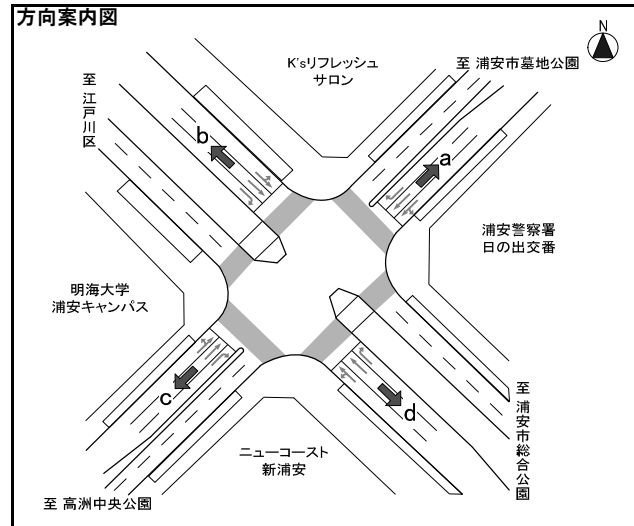 方向案内図
N
K'sリフレッシュ
サロン
至 浦安市墓地公園
至 江戸川区
b
a
浦安警察署
日の出交番
明海大学
浦安キャンパス
c
d
ニューコースト
新浦安
至 浦安市総合公園
至 高洲中央公園